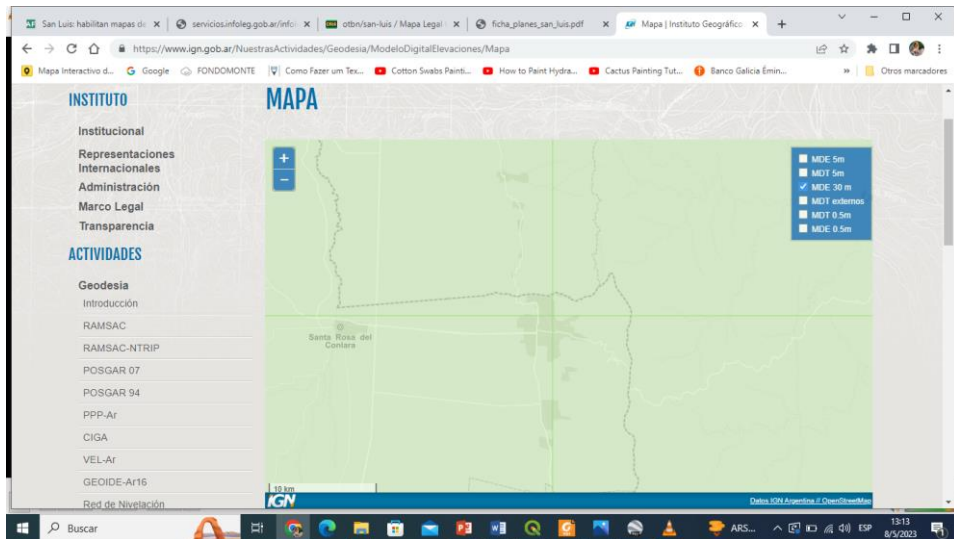 San Luis: habilitan mapas de
serviciosinfoleg.gob.ar/infol
otbn/san-luis / Mapa Legal
ficha_planes_san_luis.pdf
Mapa | Instituto Geográfico
https://www.ign.gob.ar/NuestrasActividades/Geodesia/ModeloDigitalElevaciones/Mapa
Mapa Interactivo d...
Google
FONDOMONTE
Como Fazer um Tex...
Cotton Swabs Painti...
How to Paint Hydra...
Cactus Painting Tut...
Banco Galicia Émin...
»
Otros marcadores
INSTITUTO
Institucional
Representaciones
Internacionales
Administración
Marco Legal
Transparencia
ACTIVIDADES
Geodesia
Introducción
RAMSAC
RAMSAC-NTRIP
POSGAR 07
POSGAR 94
PPP-Ar
CIGA
VEL-Ar
GEOIDE-Ar16
Red de Nivelación
MAPA
+
−
MDE 5m
MDT 5m
MDE 30 m
MDT externos
MDT 0.5m
MDE 0.5m
Santa Rosa del
Conlara
10 km
IGN
Datos IGN Argentina // OpenStreetMap
Buscar
ARS...
ESP
13:13
8/5/2023